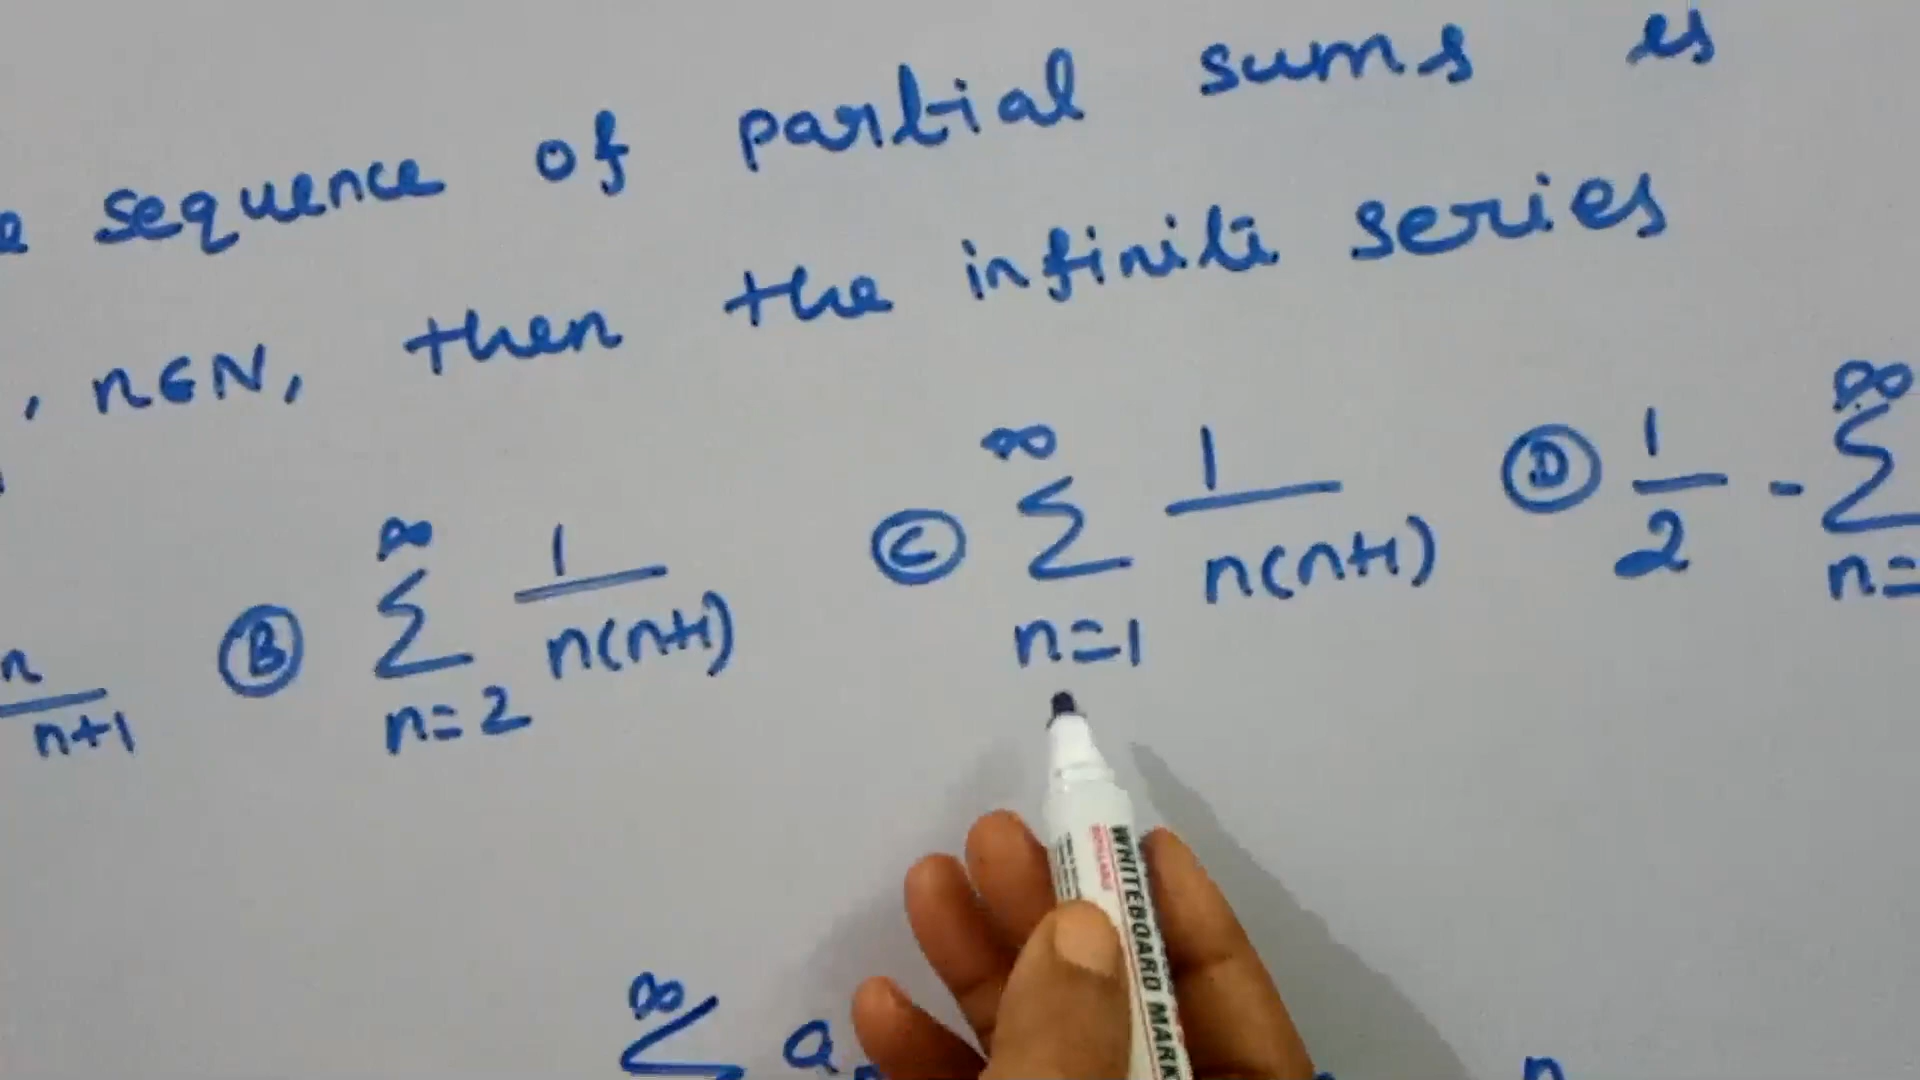 sequence of partial sums is
, n∈N, then the infinite series
n/n+1 Ⓑ ∞ Σ n=2 1/n(n+1) Ⓒ ∞ Σ n=1 1/n(n+1) Ⓓ 1/2 - ∞ Σ n=
WHITEBOARD MARK
∞ Σ a